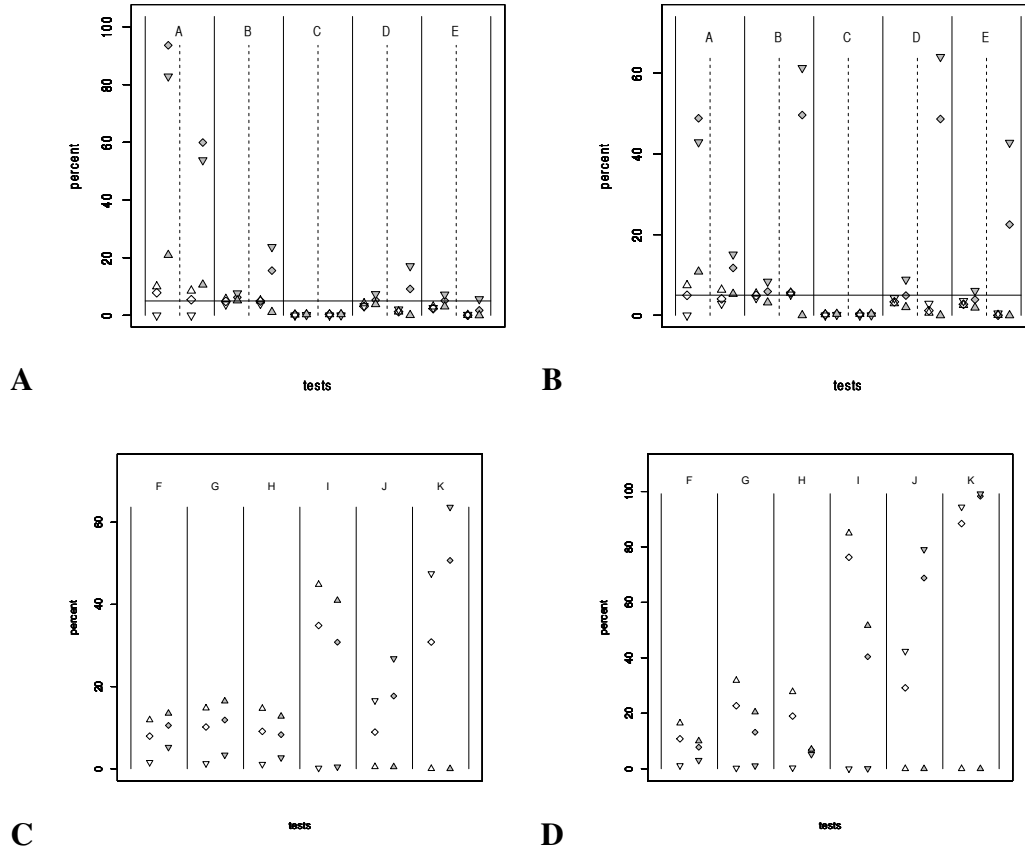 A B C D E
percent
0 20 40 60 80 100
tests
A
A B C D E
percent
0 20 40 60
tests
B
F G H I J K
percent
0 20 40 60
tests
C
F G H I J K
percent
0 20 40 60 80 100
tests
D